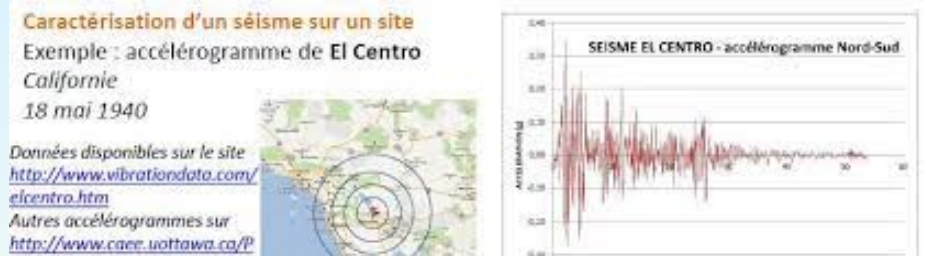 Caractérisation d'un séisme sur un site
Exemple : accélérogramme de El Centro
Californie
18 mai 1940
Données disponibles sur le site
http://www.vibrationdata.com/
elcentro.htm
Autres accélérogrammes sur
http://www.caee.uottawa.ca/P
SEISME EL CENTRO - accélérogramme Nord-Sud